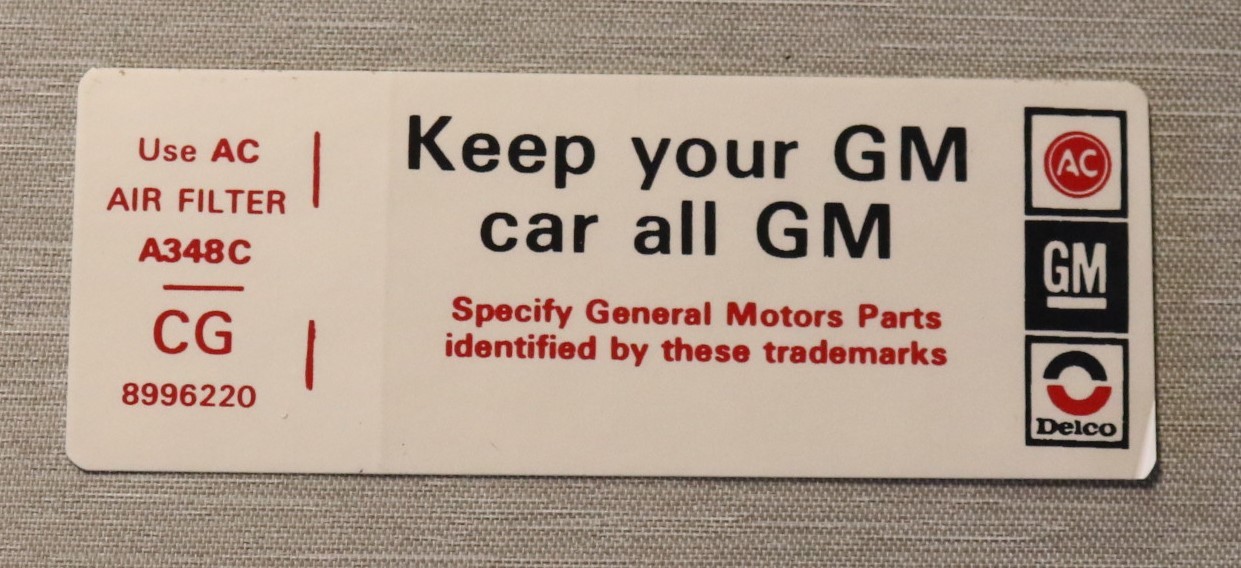 Use AC
AIR FILTER
A348C
CG
8996220
Keep your GM
car all GM
Specify General Motors Parts
identified by these trademarks
AC
GM
Delco